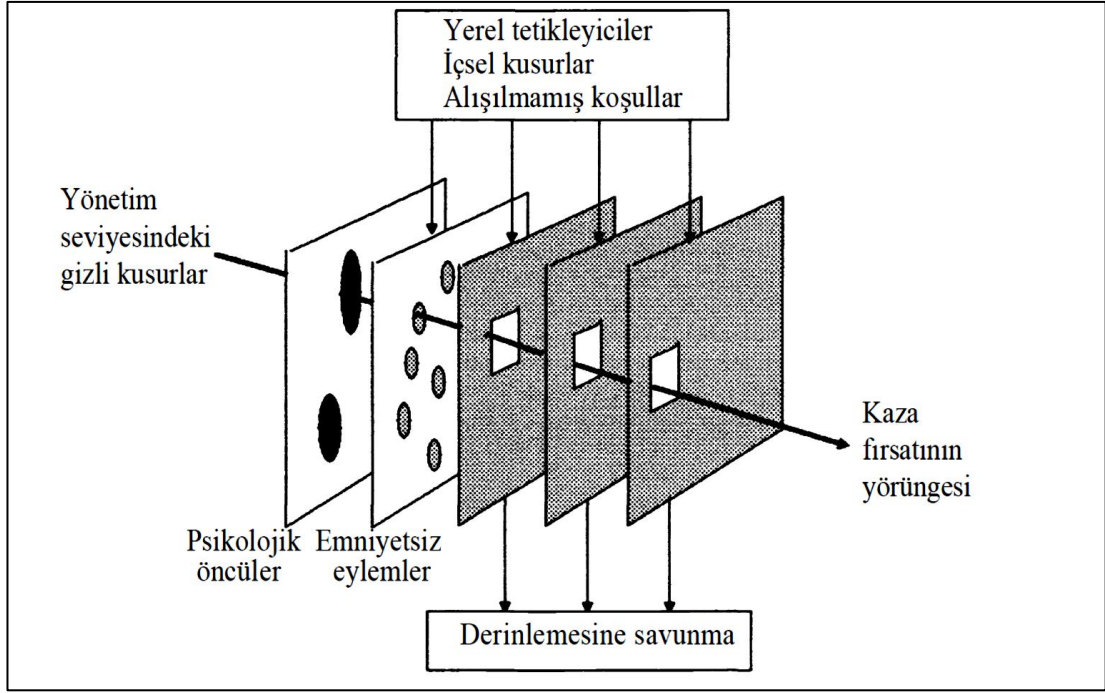 Yerel tetikleyiciler
İçsel kusurlar
Alışılmamış koşullar
Yönetim
seviyesindeki
gizli kusurlar
Kaza
fırsatının
yörüngesi
Psikolojik
öncüler
Emniyetsiz
eylemler
Derinlemesine savunma